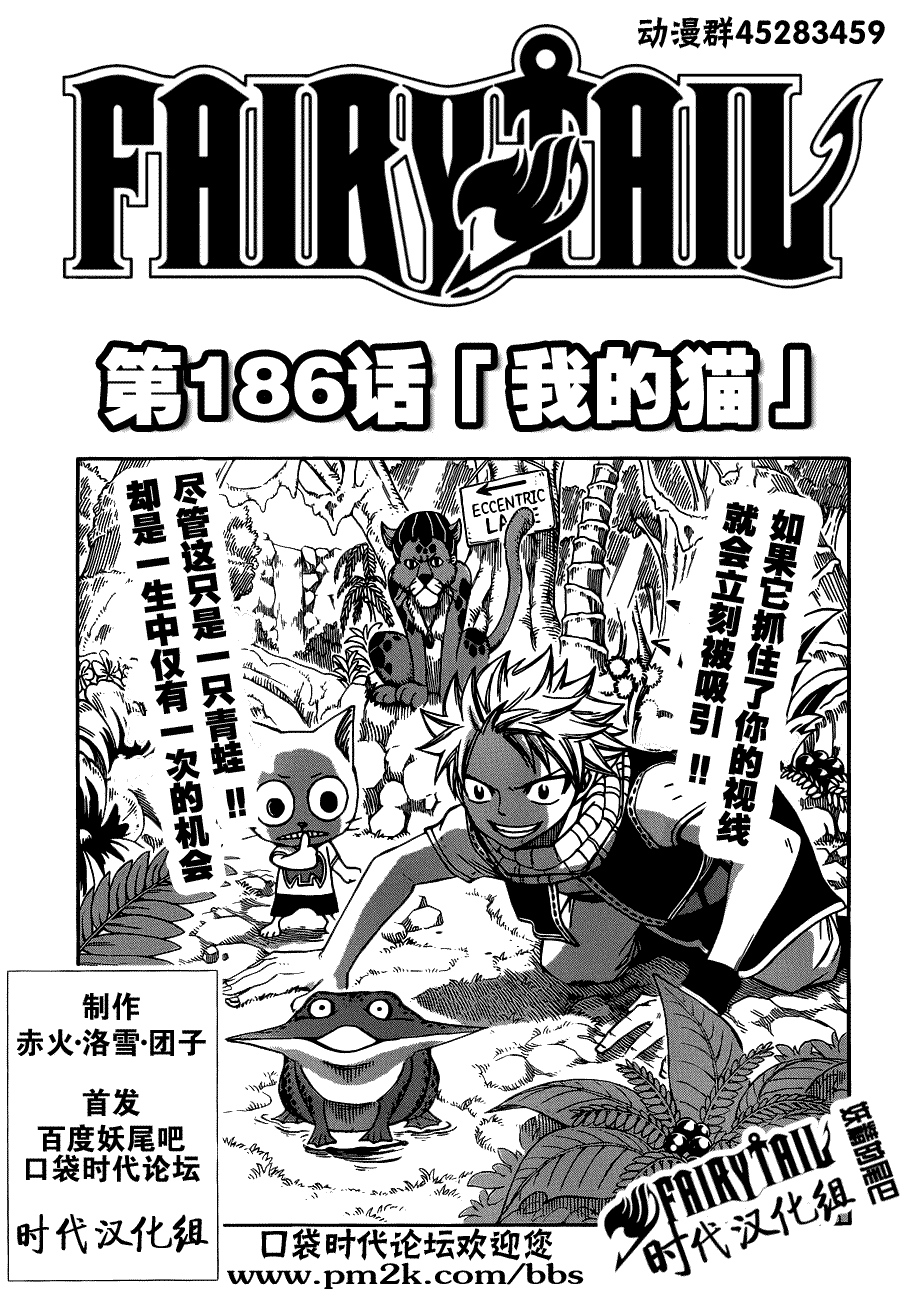 动漫群45283459
FAIRY TAIL
第186话「我的猫」
ECCENTRIC
如果它抓住了你的视线
就会立刻被吸引!!
尽管这只是一只青蛙!!
却是一生中仅有一次的机会
制作
赤火·洛雪·团子
首发
百度妖尾吧
口袋时代论坛
时代汉化组
妖精的尾巴
FAIRY TAIL
时代汉化组
口袋时代论坛欢迎您
www.pm2k.com/bbs